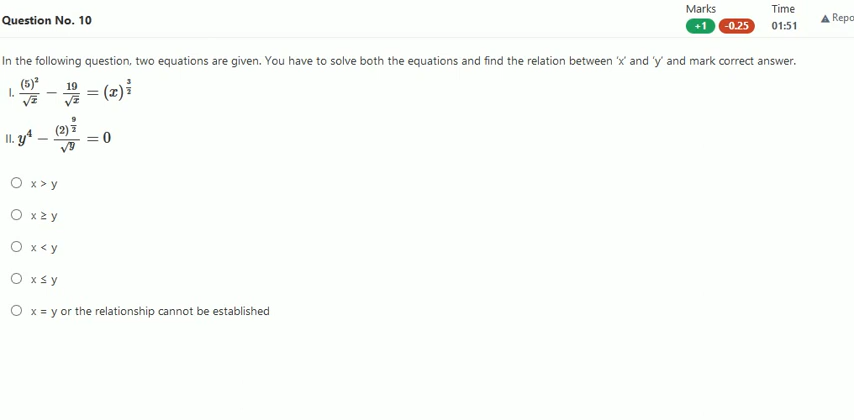 Question No. 10
Marks
+1 -0.25
Time
01:51
Repo
In the following question, two equations are given. You have to solve both the equations and find the relation between 'x' and 'y' and mark correct answer.
I. (5)²/√x − 19/√x = (x)^(3/2)
II. y⁴ − (2)^(9/2)/√y = 0
x > y
x ≥ y
x < y
x ≤ y
x = y or the relationship cannot be established